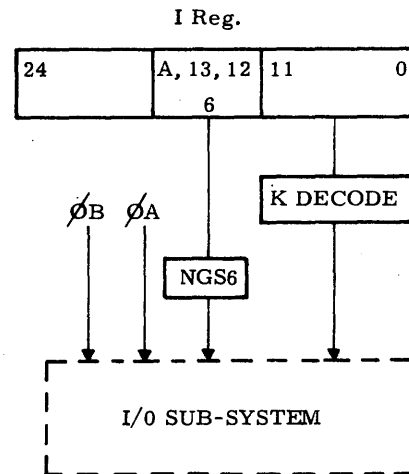 I Reg.
24 A, 13, 12 11 0
6
K DECODE
ØB ØA
NGS6
I/0 SUB-SYSTEM